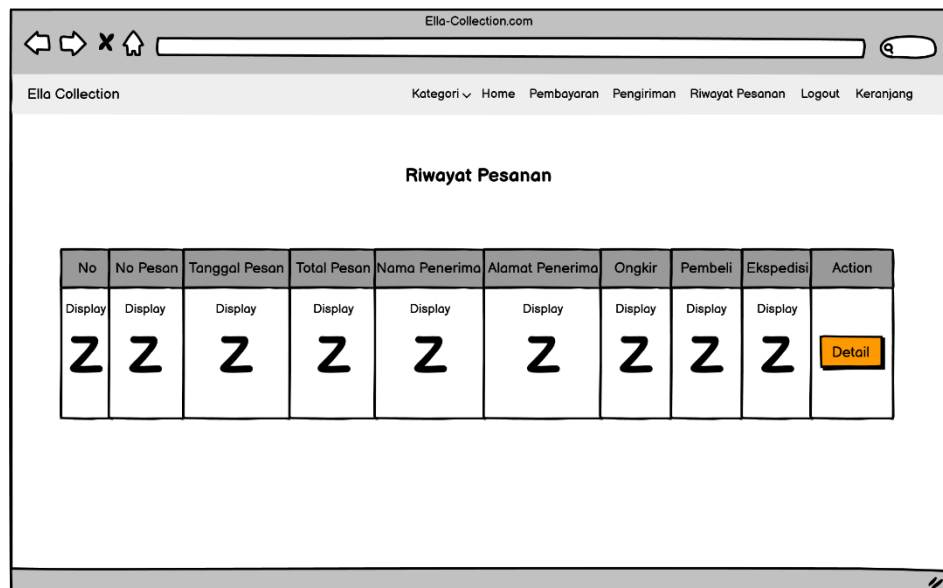 Ella-Collection.com
Ella Collection Kategori Home Pembayaran Pengiriman Riwayat Pesanan Logout Keranjang
Riwayat Pesanan
No No Pesan Tanggal Pesan Total Pesan Nama Penerima Alamat Penerima Ongkir Pembeli Ekspedisi Action
Display Display Display Display Display Display Display Display Display
Z Z Z Z Z Z Z Z Z Detail